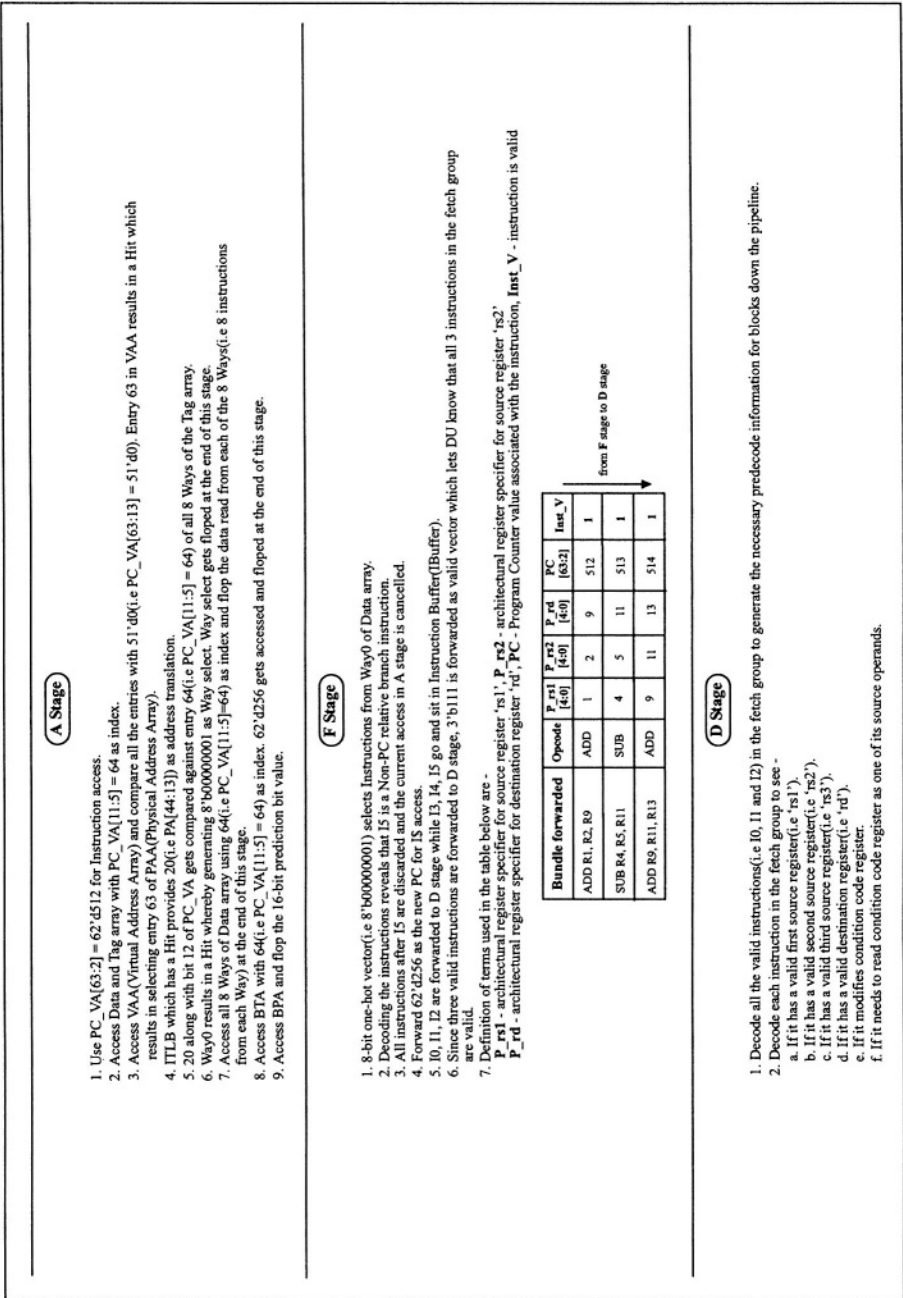 A Stage
1. Use PC_VA[63:2] = 62'd512 for Instruction access.
2. Access Data and Tag array with PC_VA[11:5] = 64 as index.
3. Access VAA(Virtual Address Array) and compare all the entries with 51'd0(i.e PC_VA[63:13] = 51'd0). Entry 63 in VAA results in a Hit which
results in selecting entry 63 of PAA(Physical Address Array).
4. ITLB which has a Hit provides 20(i.e PA[44:13]) as address translation.
5. 20 along with bit 12 of PC_VA gets compared against entry 64(i.e PC_VA[11:5] = 64) of all 8 Ways of the Tag array.
6. Way0 results in a Hit whereby generating 8'b00000001 as Way select. Way select gets floped at the end of this stage.
7. Access all 8 Ways of Data array using 64(i.e PC_VA[11:5]=64) as index and flop the data read from each of the 8 Ways(i.e 8 instructions
from each Way) at the end of this stage.
8. Access BTA with 64(i.e PC_VA[11:5] = 64) as index. 62'd256 gets accessed and floped at the end of this stage.
9. Access BPA and flop the 16-bit prediction bit value.
F Stage
1. 8-bit one-hot vector(i.e 8'b00000001) selects Instructions from Way0 of Data array.
2. Decoding the instructions reveals that I5 is a Non-PC relative branch instruction.
3. All instructions after I5 are discarded and the current access in A stage is cancelled.
4. Forward 62'd256 as the new PC for I$ access.
5. I0, I1, I2 are forwarded to D stage while I3, I4, I5 go and sit in Instruction Buffer(IBuffer).
6. Since three valid instructions are forwarded to D stage, 3'b111 is forwarded as valid vector which lets DU know that all 3 instructions in the fetch group
are valid.
7. Definition of terms used in the table below are -
P_rs1 - architectural register specifier for source register 'rs1', P_rs2 - architectural register specifier for source register 'rs2'
P_rd - architectural register specifier for destination register 'rd', PC - Program Counter value associated with the instruction, Inst_V - instruction is valid
Bundle forwarded Opcode P_rs1 [4:0] P_rs2 [4:0] P_rd [4:0] PC [63:2] Inst_V
ADD R1, R2, R9 ADD 1 2 9 512 1
SUB R4, R5, R11 SUB 4 5 11 513 1
ADD R9, R11, R13 ADD 9 11 13 514 1
from F stage to D stage
D Stage
1. Decode all the valid instructions(i.e I0, I1 and I2) in the fetch group to generate the necessary predecode information for blocks down the pipeline.
2. Decode each instruction in the fetch group to see -
a. If it has a valid first source register(i.e 'rs1').
b. If it has a valid second source register(i.e 'rs2').
c. If it has a valid third source register(i.e 'rs3').
d. If it has a valid destination register(i.e 'rd').
e. If it modifies condition code register.
f. If it needs to read condition code register as one of its source operands.